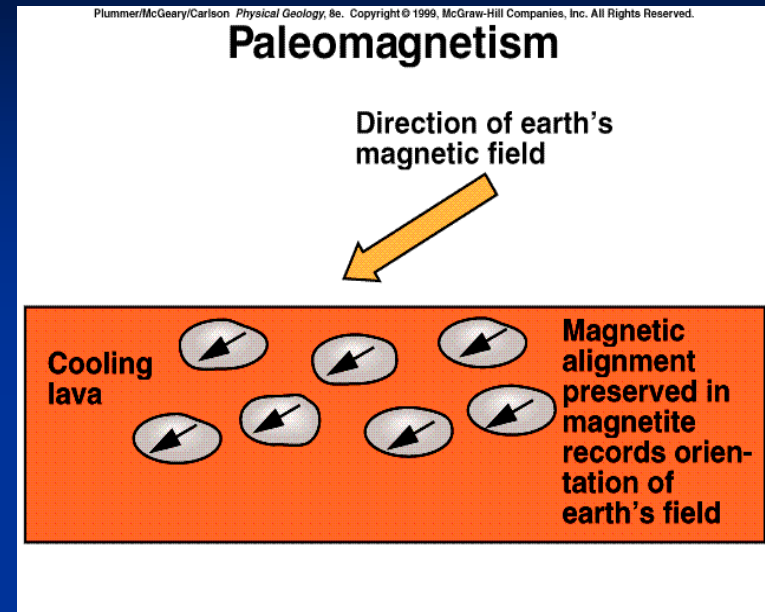 Plummer/McGeary/Carlson Physical Geology, 8e. Copyright © 1999, McGraw-Hill Companies, Inc. All Rights Reserved.
Paleomagnetism
Direction of earth's
magnetic field
Cooling
lava
Magnetic
alignment
preserved in
magnetite
records orien-
tation of
earth's field